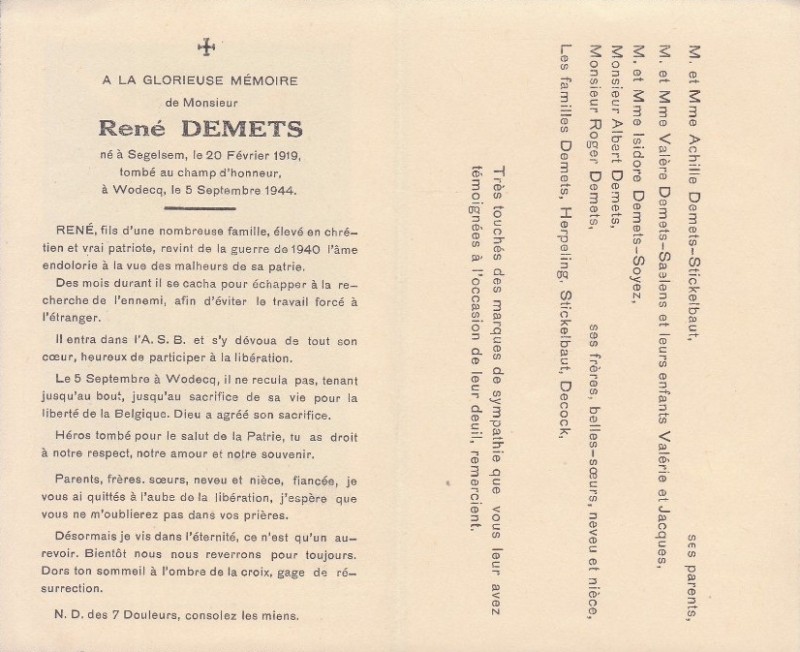 A LA GLORIEUSE MÉMOIRE
de Monsieur
René DEMETS
né à Segelsem, le 20 Février 1919,
tombé au champ d'honneur,
à Wodecq, le 5 Septembre 1944.
RENÉ, fils d'une nombreuse famille, élevé en chré-
tien et vrai patriote, revint de la guerre de 1940 l'âme
endolorie à la vue des malheurs de sa patrie.
Des mois durant il se cacha pour échapper à la re-
cherche de l'ennemi, afin d'éviter le travail forcé à
l'étranger.
Il entra dans l'A. S. B. et s'y dévoua de tout son
cœur, heureux de participer à la libération.
Le 5 Septembre à Wodecq, il ne recula pas, tenant
jusqu'au bout, jusqu'au sacrifice de sa vie pour la
liberté de la Belgique. Dieu a agréé son sacrifice.
Héros tombé pour le salut de la Patrie, tu as droit
à notre respect, notre amour et notre souvenir.
Parents, frères. sœurs, neveu et nièce, fiancée, je
vous ai quittés à l'aube de la libération, j'espère que
vous ne m'oublierez pas dans vos prières.
Désormais je vis dans l'éternité, ce n'est qu'un au-
revoir. Bientôt nous nous reverrons pour toujours.
Dors ton sommeil à l'ombre de la croix, gage de ré-
surrection.
N. D. des 7 Douleurs, consolez les miens.
M. et Mme Achille Demets-Stickelbaut, ses parents,
M. et Mme Valère Demets-Saelens et leurs enfants Valérie et Jacques,
M. et Mme Isidore Demets-Soyez,
Monsieur Albert Demets,
Monsieur Roger Demets, ses frères, belles-sœurs, neveu et nièce,
Les familles Demets, Herpeling, Stickelbaut, Decock,
Très touchés des marques de sympathie que vous leur avez
témoignées à l'occasion de leur deuil, remercient.